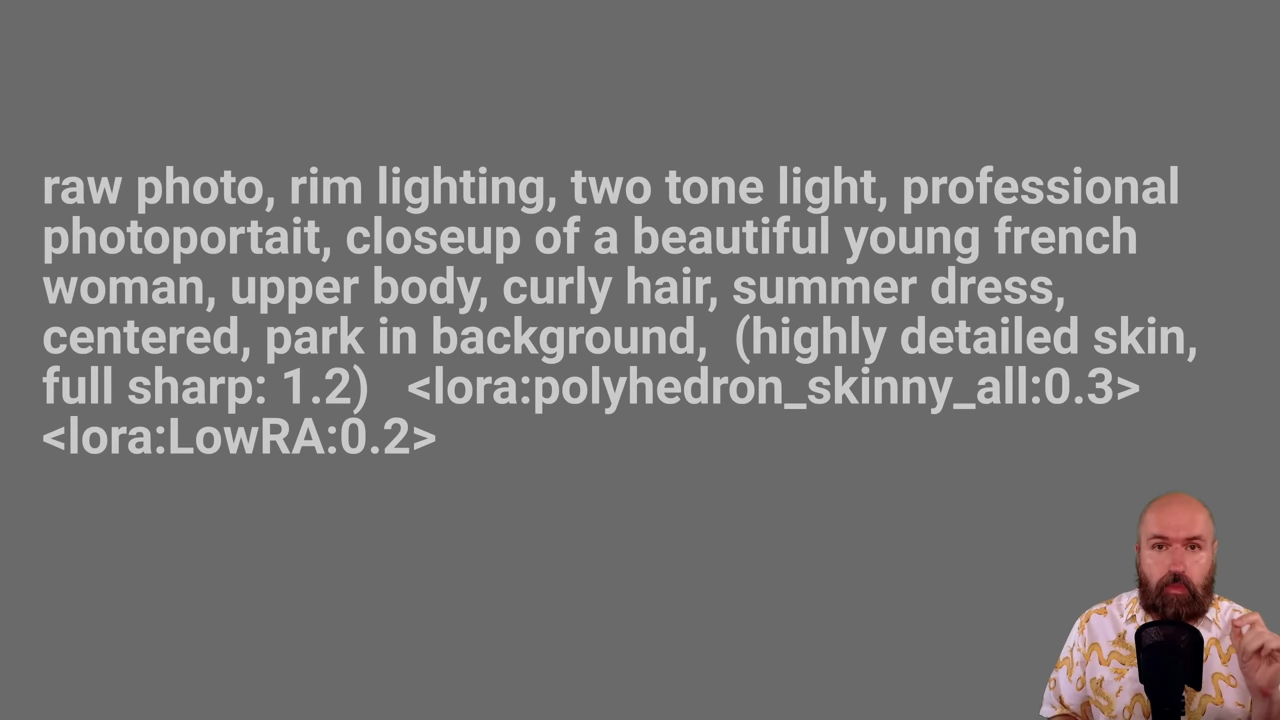 raw photo, rim lighting, two tone light, professional
photoportait, closeup of a beautiful young french
woman, upper body, curly hair, summer dress,
centered, park in background,  (highly detailed skin,
full sharp: 1.2)   <lora:polyhedron_skinny_all:0.3>
<lora:LowRA:0.2>